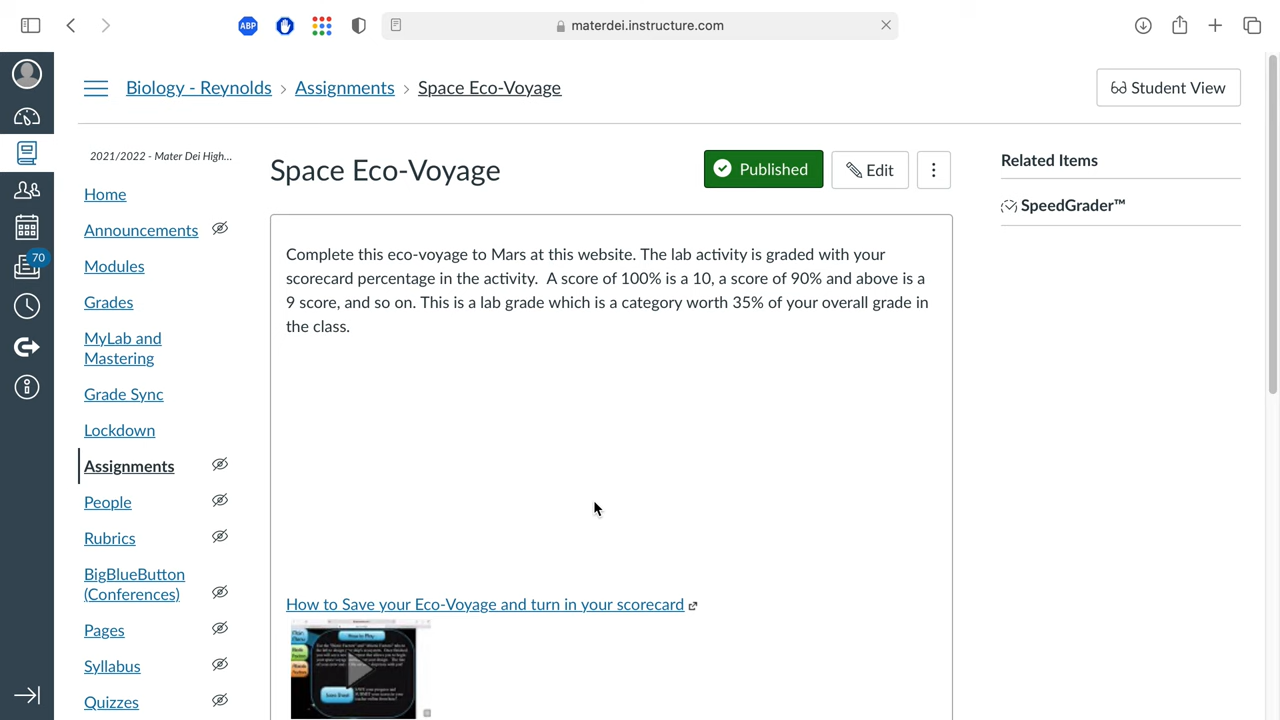 ABP
materdei.instructure.com
Biology - Reynolds > Assignments > Space Eco-Voyage
Student View
2021/2022 - Mater Dei High...
Home
Announcements
Modules
Grades
MyLab and
Mastering
Grade Sync
Lockdown
Assignments
People
Rubrics
BigBlueButton
(Conferences)
Pages
Syllabus
Quizzes
70
Space Eco-Voyage
Published
Edit
Complete this eco-voyage to Mars at this website. The lab activity is graded with your
scorecard percentage in the activity. A score of 100% is a 10, a score of 90% and above is a
9 score, and so on. This is a lab grade which is a category worth 35% of your overall grade in
the class.
How to Save your Eco-Voyage and turn in your scorecard
How to Play
Related Items
SpeedGrader™